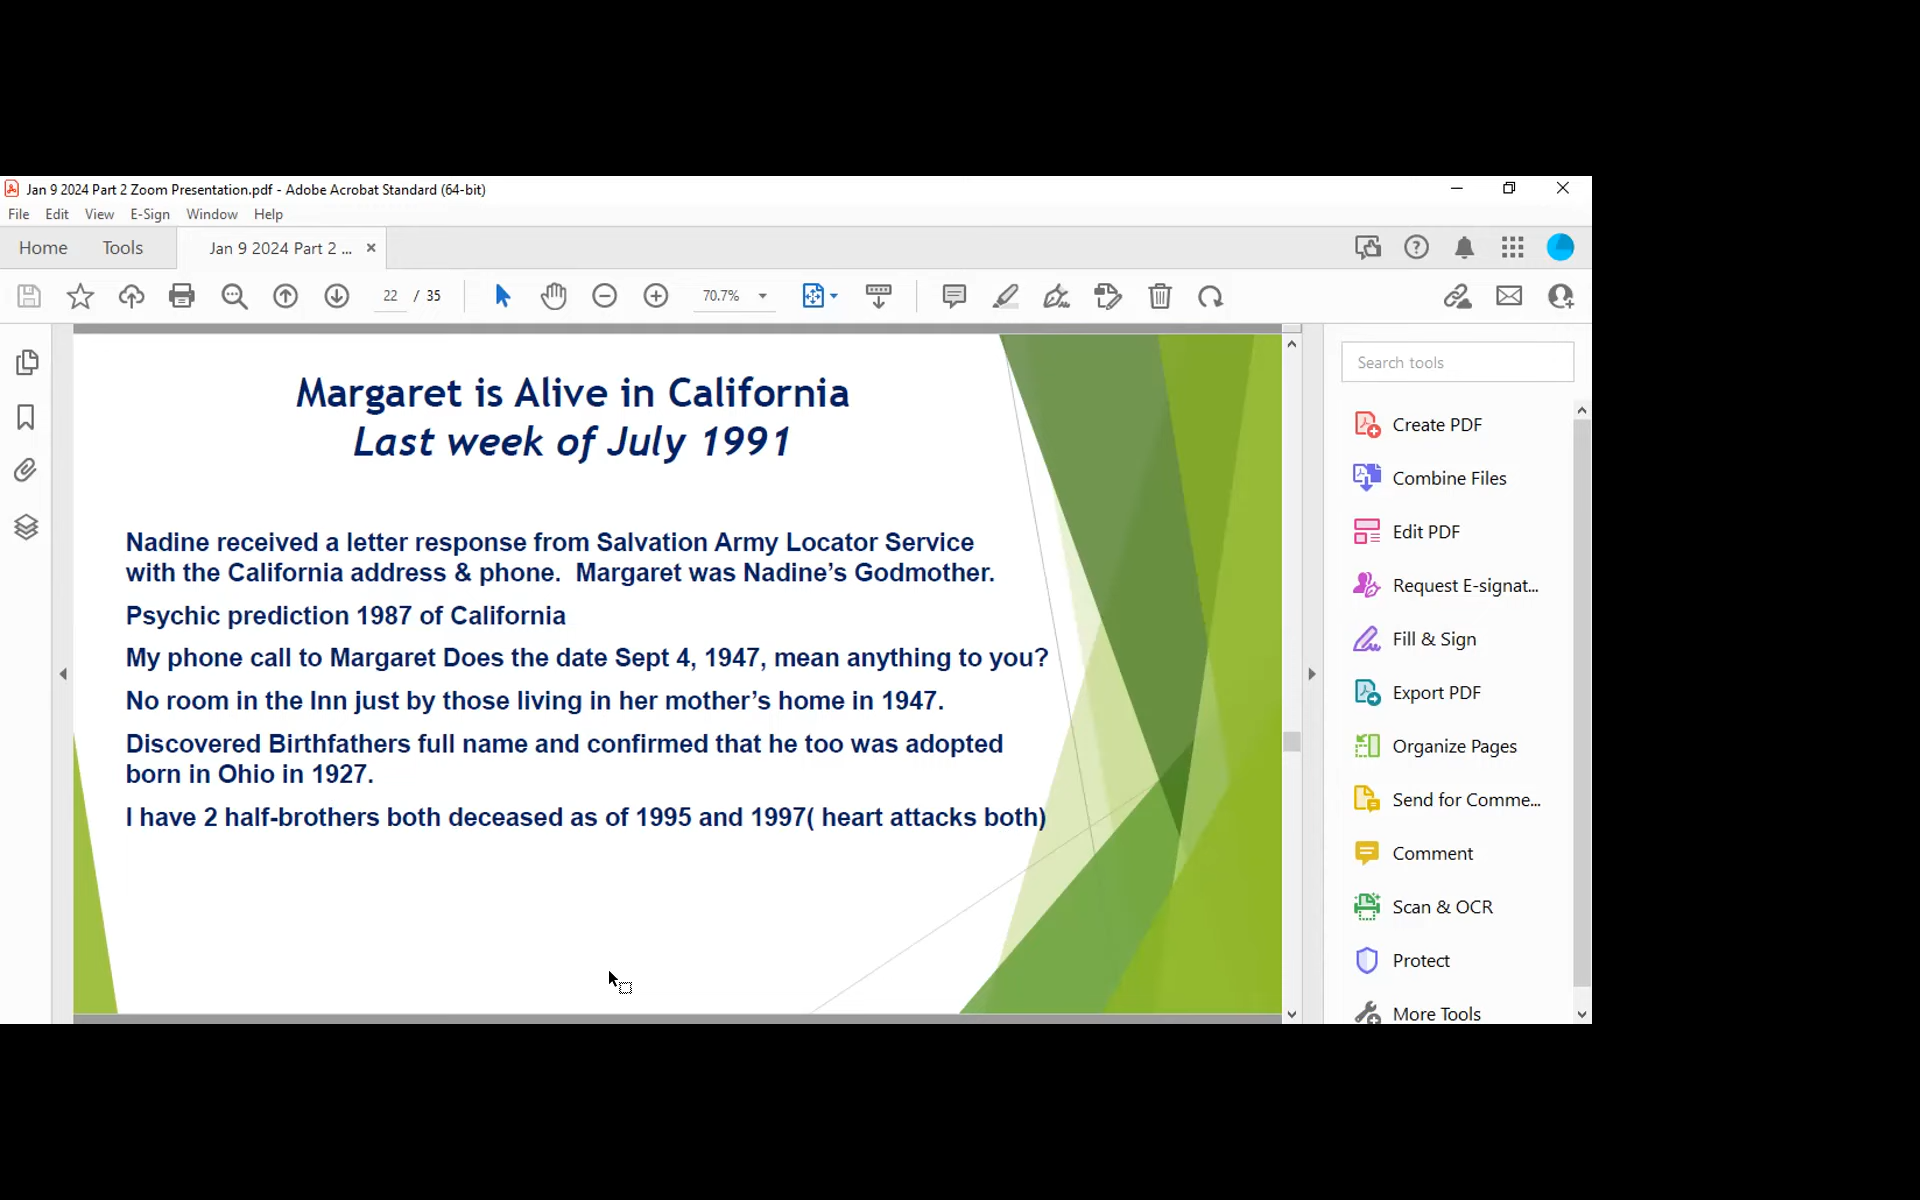 Jan 9 2024 Part 2 Zoom Presentation.pdf - Adobe Acrobat Standard (64-bit)
File Edit View E-Sign Window Help
Home Tools Jan 9 2024 Part 2 ...
22 / 35 70.7%
Margaret is Alive in California
Last week of July 1991
Nadine received a letter response from Salvation Army Locator Service
with the California address & phone.  Margaret was Nadine’s Godmother.
Psychic prediction 1987 of California
My phone call to Margaret Does the date Sept 4, 1947, mean anything to you?
No room in the Inn just by those living in her mother’s home in 1947.
Discovered Birthfathers full name and confirmed that he too was adopted
born in Ohio in 1927.
I have 2 half-brothers both deceased as of 1995 and 1997( heart attacks both)
Search tools
Create PDF
Combine Files
Edit PDF
Request E-signat...
Fill & Sign
Export PDF
Organize Pages
Send for Comme...
Comment
Scan & OCR
Protect
More Tools